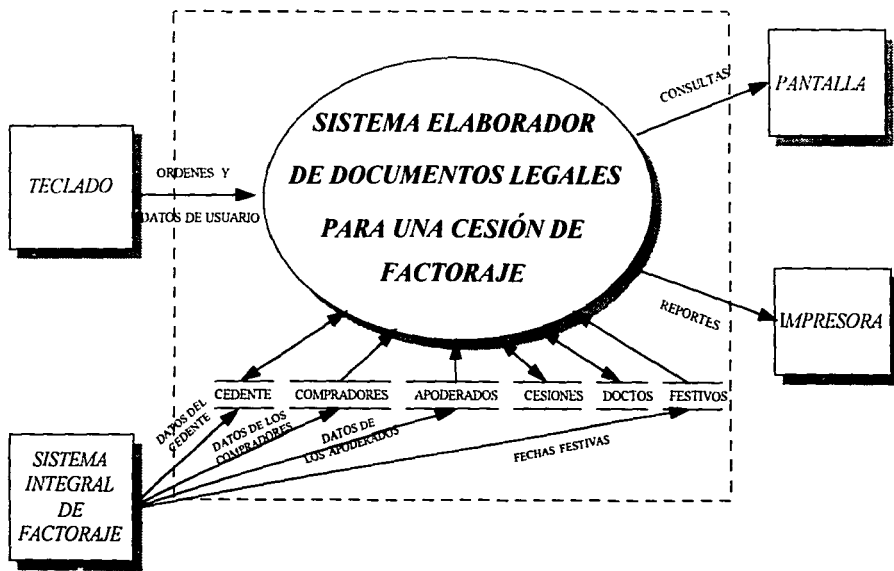 SISTEMA ELABORADOR
DE DOCUMENTOS LEGALES
PARA UNA CESIÓN DE
FACTORAJE
TECLADO
ORDENES Y
DATOS DE USUARIO
CONSULTAS
PANTALLA
REPORTES
IMPRESORA
CEDENTE
COMPRADORES
APODERADOS
CESIONES
DOCTOS
FESTIVOS
DATOS DEL
CEDENTE
DATOS DE LOS
COMPRADORES
DATOS DE
LOS APODERADOS
FECHAS FESTIVAS
SISTEMA
INTEGRAL
DE
FACTORAJE